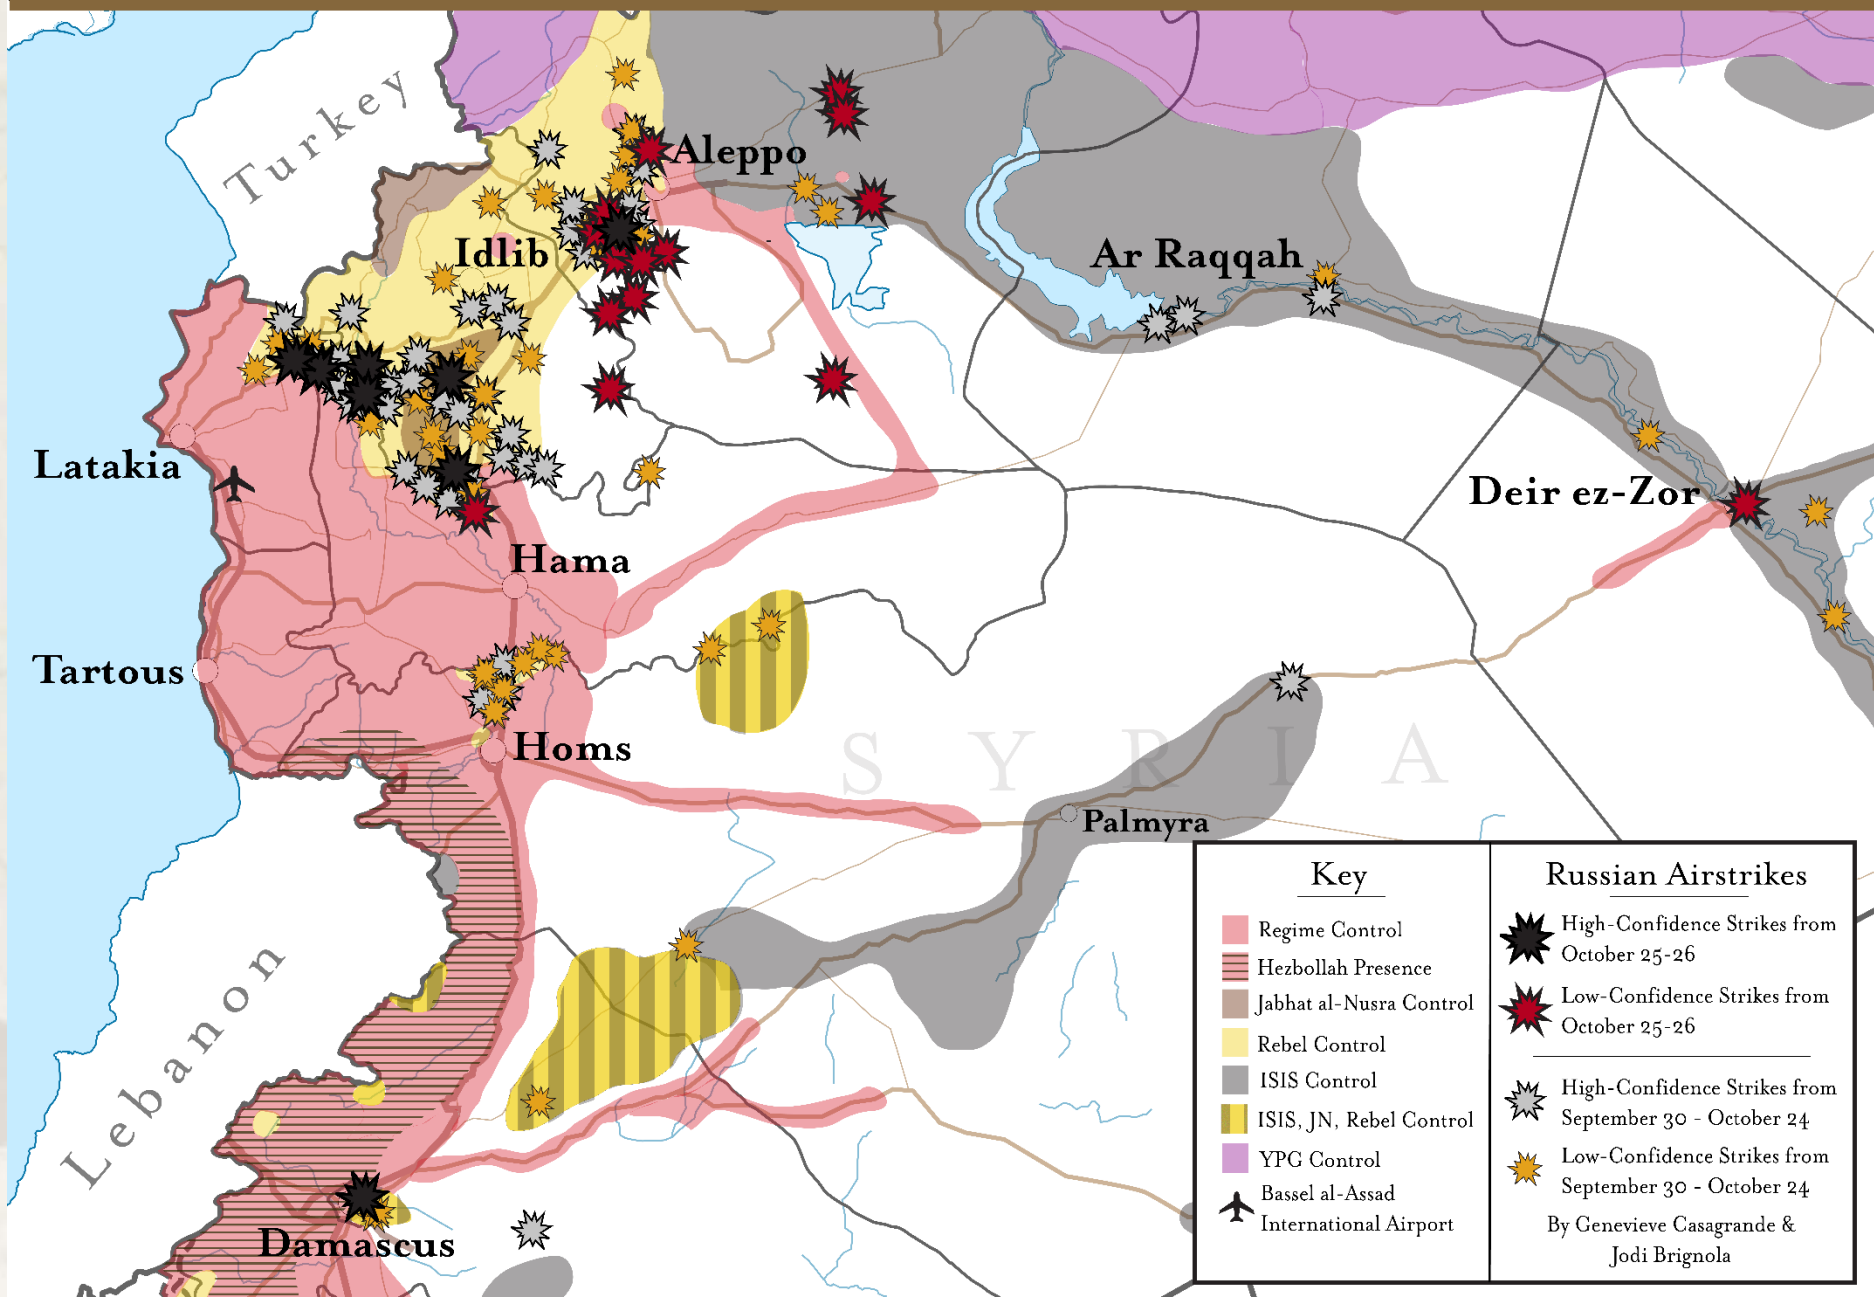 Turkey
Aleppo
Idlib
Ar Raqqah
Latakia
Deir ez-Zor
Hama
Tartous
Homs
SYRIA
Palmyra
Lebanon
Damascus
Key
Regime Control
Hezbollah Presence
Jabhat al-Nusra Control
Rebel Control
ISIS Control
ISIS, JN, Rebel Control
YPG Control
Bassel al-Assad
International Airport
Russian Airstrikes
High-Confidence Strikes from
October 25-26
Low-Confidence Strikes from
October 25-26
High-Confidence Strikes from
September 30 - October 24
Low-Confidence Strikes from
September 30 - October 24
By Genevieve Casagrande &
Jodi Brignola